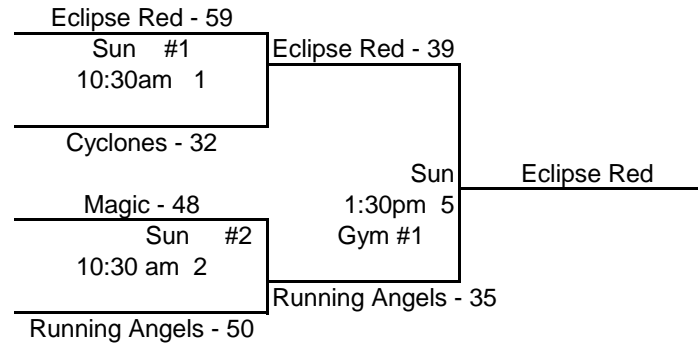 Eclipse Red - 59
Sun #1
10:30am 1
Cyclones - 32
Eclipse Red - 39
Sun
1:30pm 5
Gym #1
Eclipse Red
Magic - 48
Sun #2
10:30 am 2
Running Angels - 50
Running Angels - 35